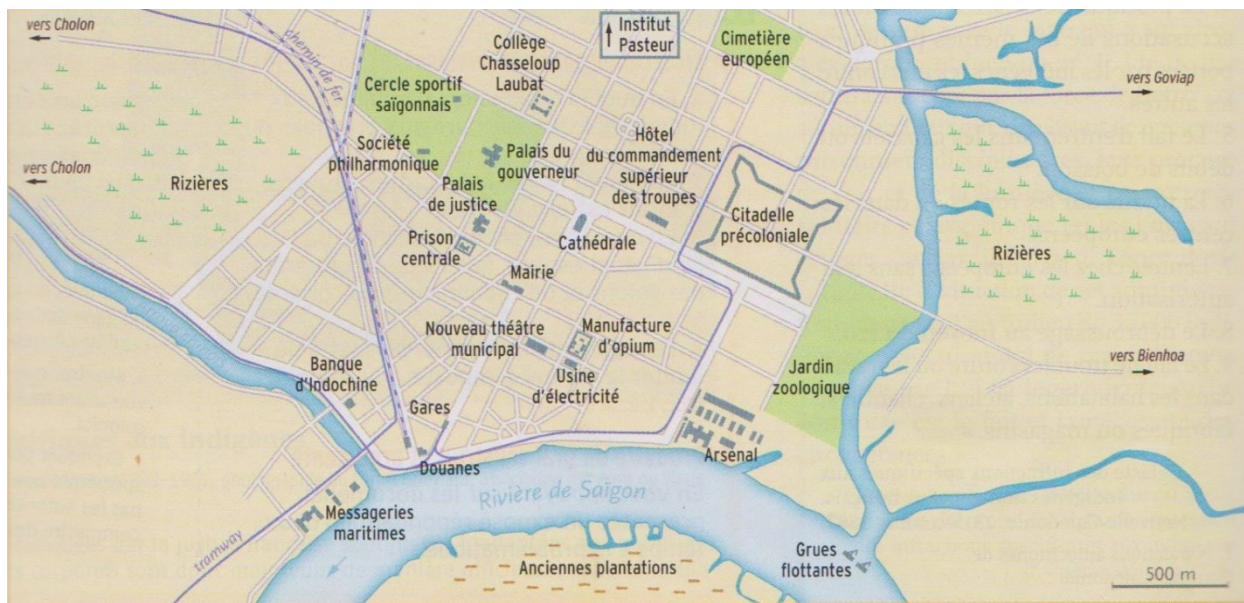 vers Cholon
Institut
Pasteur
Collège
Chasseloup
Laubat
Cimetière
européen
chemin de fer
Cercle sportif
saïgonnais
vers Goviap
Société
philharmonique
Palais du
gouverneur
Hôtel
du commandement
supérieur
des troupes
vers Cholon
Rizières
Palais
de justice
Citadelle
précoloniale
Prison
centrale
Cathédrale
Rizières
Mairie
Nouveau théâtre
municipal
Manufacture
d'opium
Banque
d'Indochine
Usine
d'électricité
Jardin
zoologique
vers Bienhoa
Gares
Douanes
Arsenal
Rivière de Saïgon
Messageries
maritimes
tramway
Anciennes plantations
Grues
flottantes
500 m